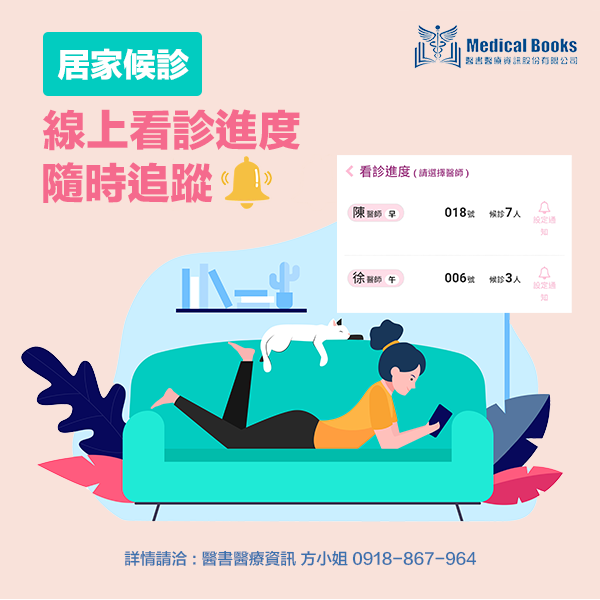 居家候診
Medical Books
醫書醫療資訊股份有限公司
線上看診進度
隨時追蹤
看診進度 ( 請選擇醫師 )
陳 醫師 早 018號 候診7人 設定通
知
徐 醫師 午 006號 候診3人 設定通
知
詳情請洽：醫書醫療資訊 方小姐 0918-867-964